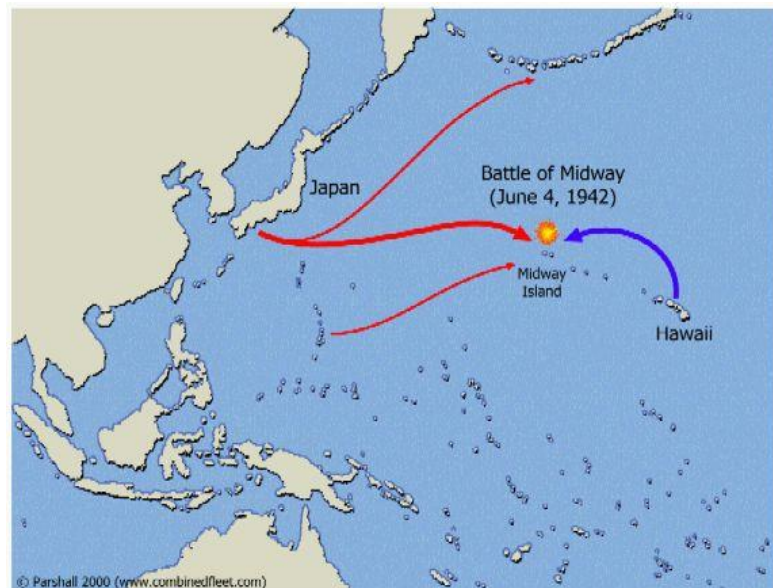 Japan
Battle of Midway
(June 4, 1942)
Midway
Island
Hawaii
© Parshall 2000 (www.combinedfleet.com)